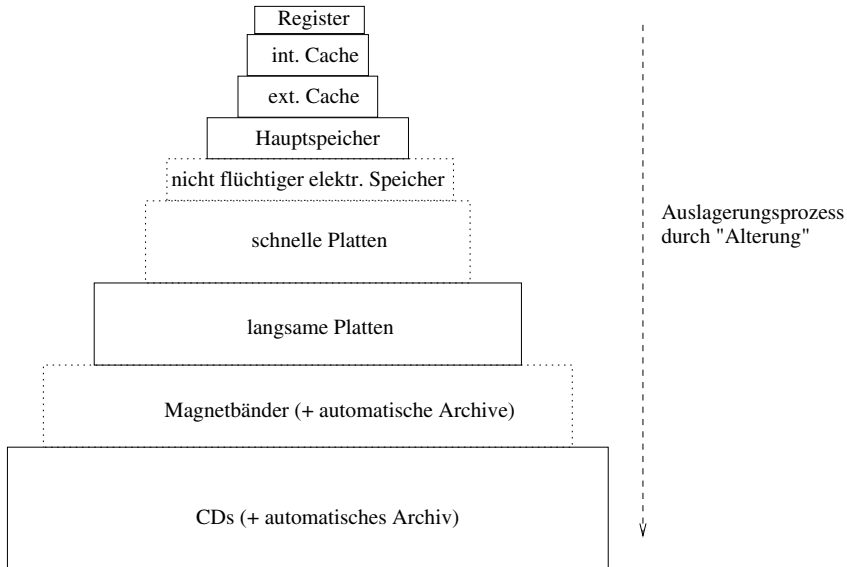 Register
int. Cache
ext. Cache
Hauptspeicher
nicht flüchtiger elektr. Speicher
schnelle Platten
langsame Platten
Magnetbänder (+ automatische Archive)
CDs (+ automatisches Archiv)
Auslagerungsprozess
durch "Alterung"